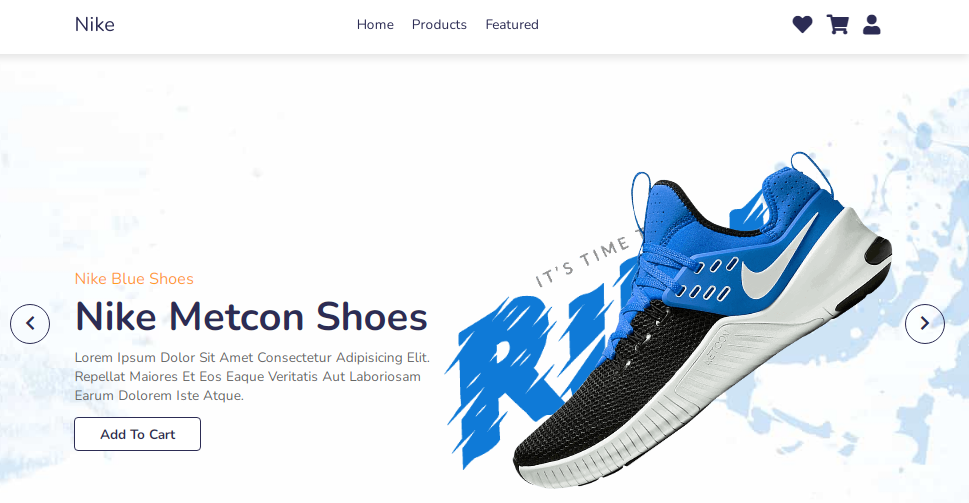 Nike
Home Products Featured
Nike Blue Shoes
Nike Metcon Shoes
Lorem Ipsum Dolor Sit Amet Consectetur Adipisicing Elit.
Repellat Maiores Et Eos Eaque Veritatis Aut Laboriosam
Earum Dolorem Iste Atque.
Add To Cart
IT'S TIME
METCON